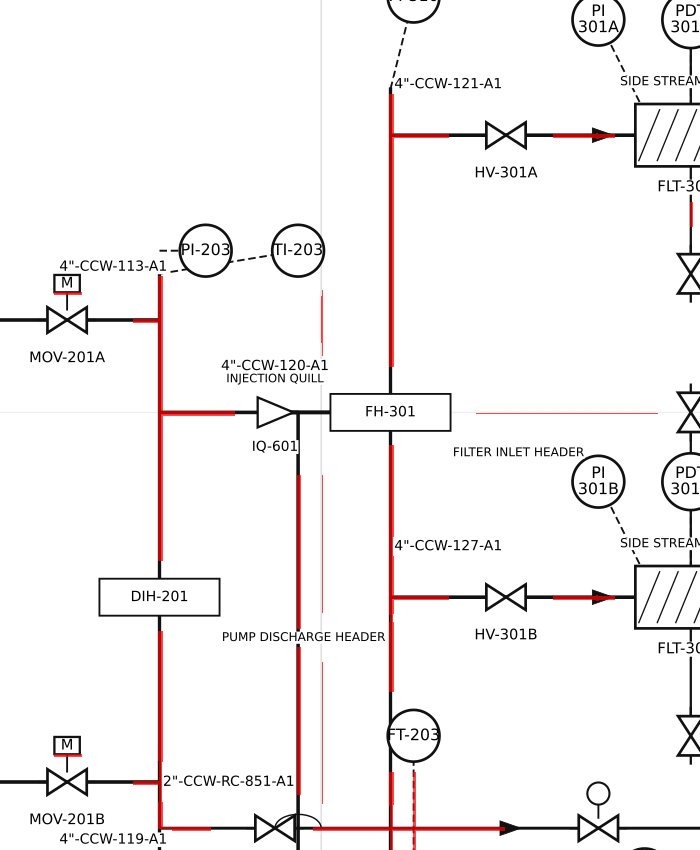 PI
301A
4"-CCW-121-A1
SIDE STREAM
HV-301A
PI-203
TI-203
4"-CCW-113-A1
M
MOV-201A
4"-CCW-120-A1
INJECTION QUILL
FH-301
IQ-601
FILTER INLET HEADER
PI
301B
4"-CCW-127-A1
SIDE STREAM
DIH-201
HV-301B
PUMP DISCHARGE HEADER
FT-203
M
2"-CCW-RC-851-A1
MOV-201B
4"-CCW-119-A1